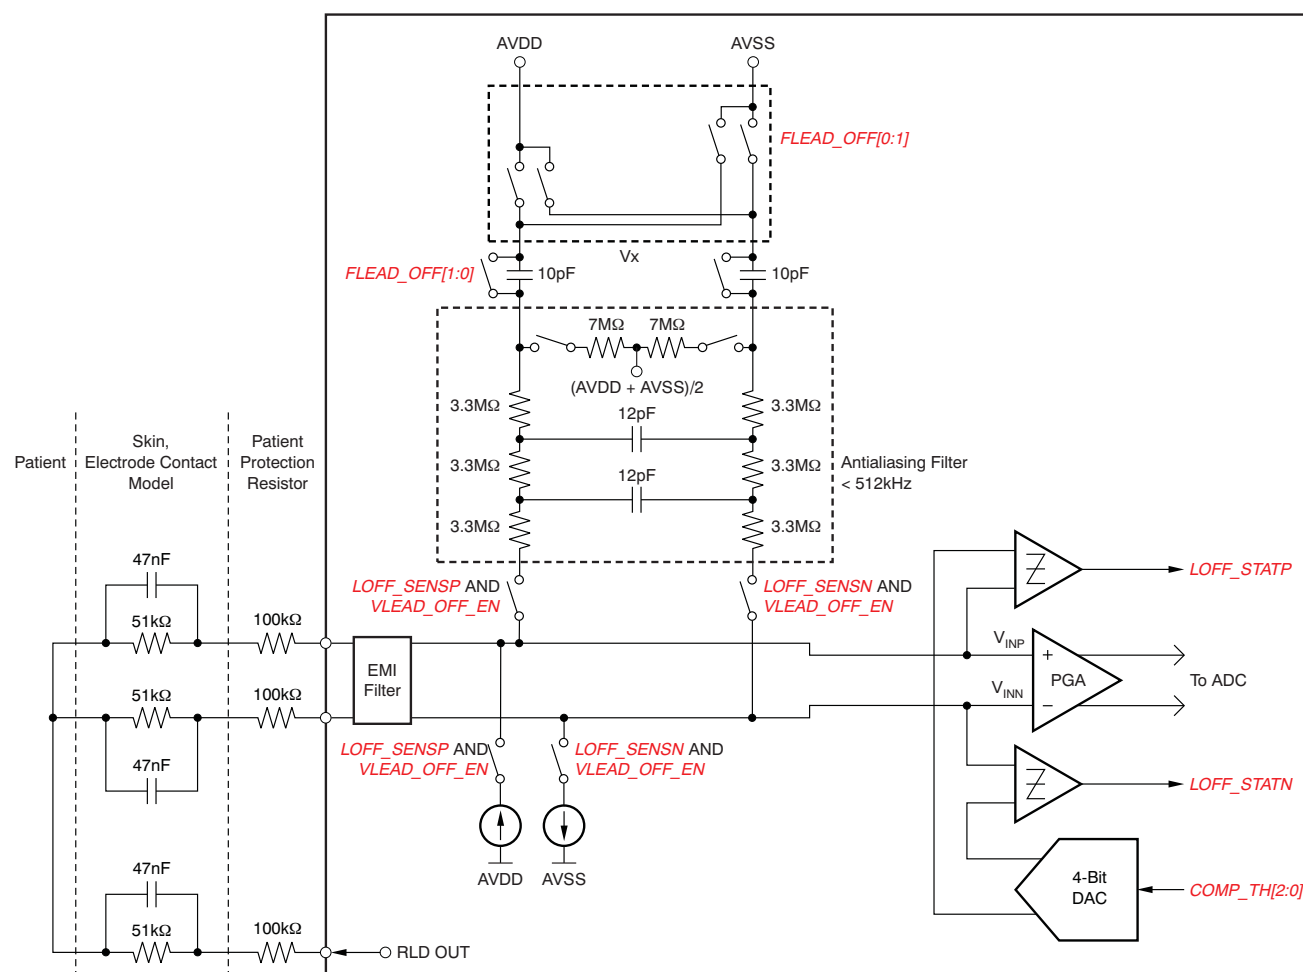 AVDD
AVSS
FLEAD_OFF[0:1]
Vx
FLEAD_OFF[1:0]
10pF
10pF
7MΩ
7MΩ
(AVDD + AVSS)/2
3.3MΩ
12pF
3.3MΩ
3.3MΩ
12pF
3.3MΩ
Antialiasing Filter
< 512kHz
3.3MΩ
3.3MΩ
Patient
Skin,
Electrode Contact
Model
Patient
Protection
Resistor
LOFF_SENSP AND
VLEAD_OFF_EN
LOFF_SENSN AND
VLEAD_OFF_EN
LOFF_STATP
47nF
51kΩ
100kΩ
EMI
Filter
VINP
+
PGA
−
VINN
To ADC
51kΩ
100kΩ
47nF
LOFF_SENSP AND
VLEAD_OFF_EN
LOFF_SENSN AND
VLEAD_OFF_EN
LOFF_STATN
AVDD
AVSS
4-Bit
DAC
COMP_TH[2:0]
47nF
51kΩ
100kΩ
RLD OUT